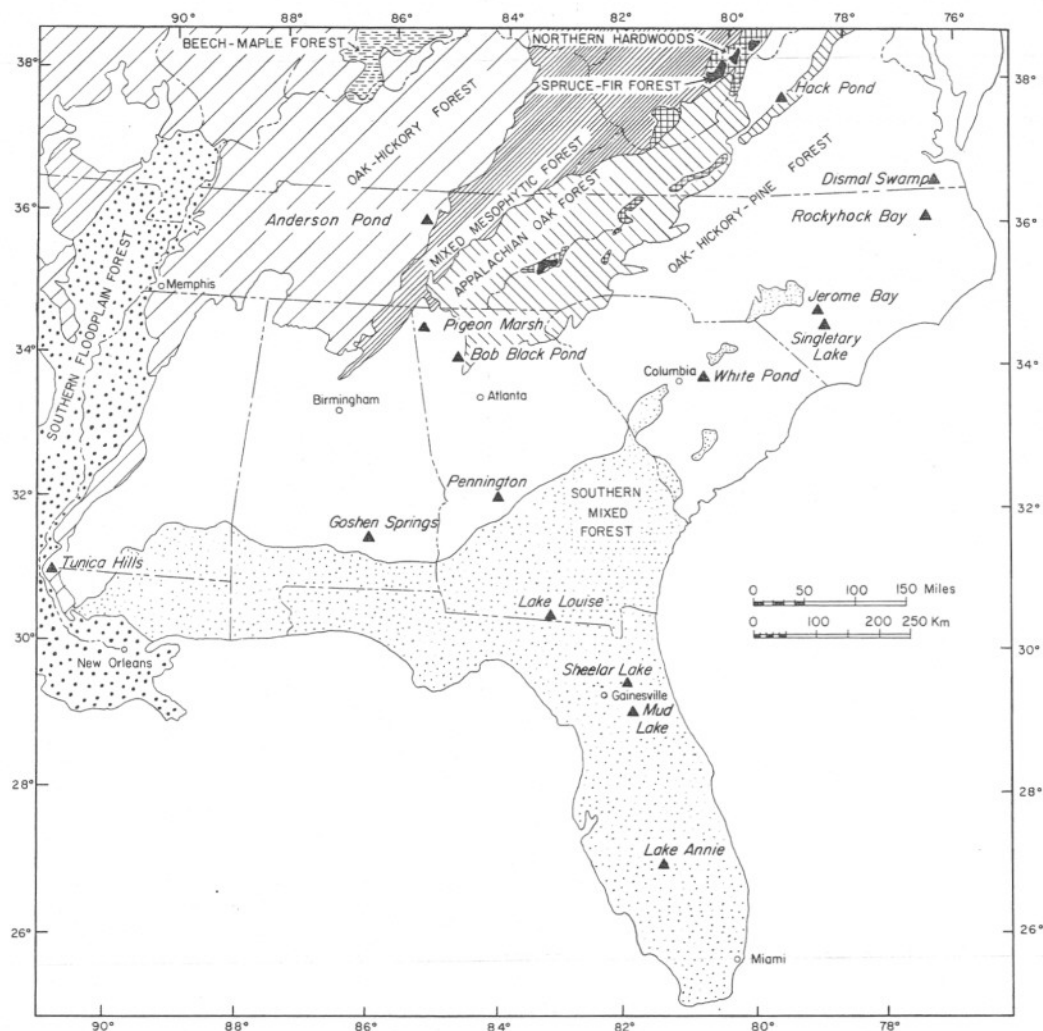 90° 88° 86° 84° 82° 80° 78° 76°
BEECH-MAPLE FOREST
NORTHERN HARDWOODS
38°
38°
SPRUCE-FIR FOREST
Hack Pond
OAK-HICKORY FOREST
MIXED MESOPHYTIC FOREST
APPALACHIAN OAK FOREST
OAK-HICKORY-PINE FOREST
Dismal Swamp
36°
Anderson Pond
Rockyhock Bay
36°
SOUTHERN FLOODPLAIN FOREST
Memphis
Jerome Bay
Pigeon Marsh
Singletary
Lake
Bob Black Pond
34°
Columbia
White Pond
34°
Birmingham
Atlanta
32°
Pennington
SOUTHERN
MIXED
FOREST
32°
Goshen Springs
Tunica Hills
0 50 100 150 Miles
Lake Louise
0 100 200 250 Km
30°
New Orleans
30°
Sheelar Lake
Gainesville
Mud
Lake
28°
28°
Lake Annie
26°
26°
Miami
90° 88° 86° 84° 82° 80° 78°